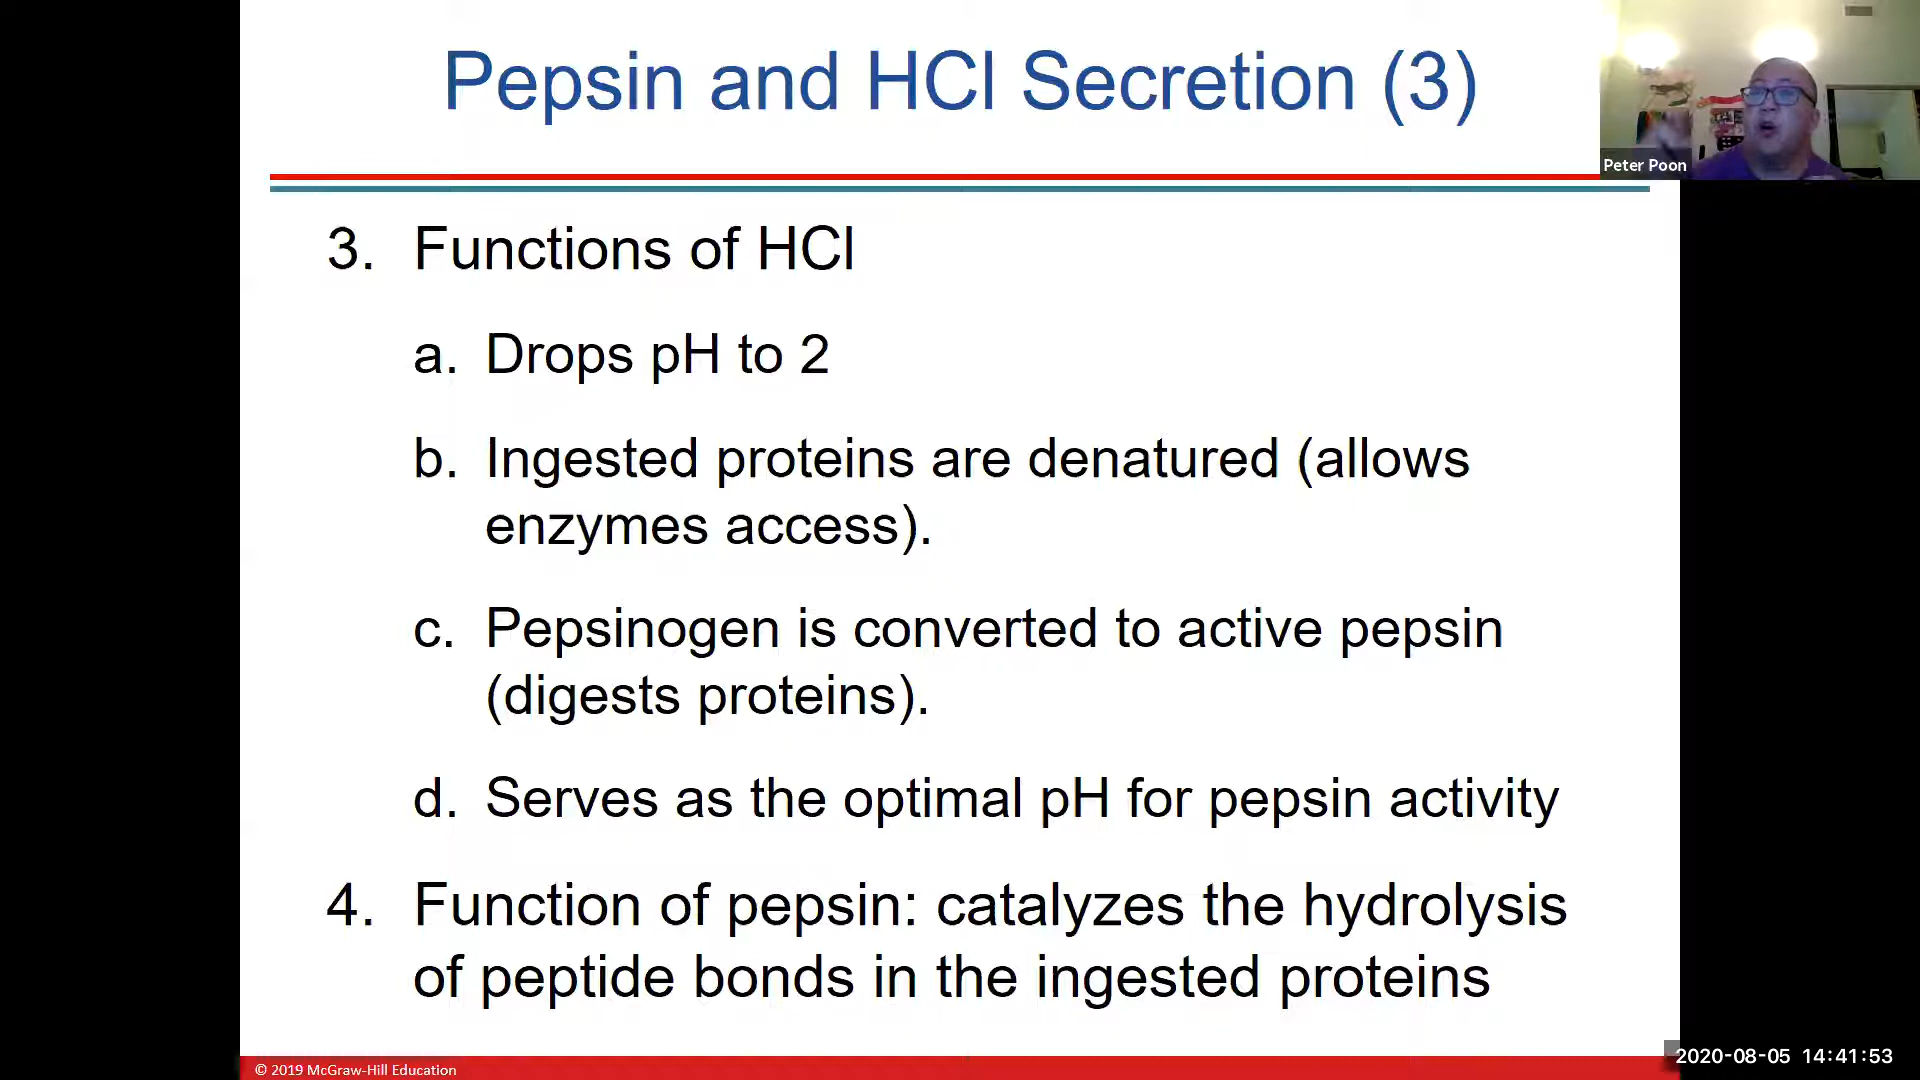 Pepsin and HCl Secretion (3)
Peter Poon
3. Functions of HCl
a. Drops pH to 2
b. Ingested proteins are denatured (allows
enzymes access).
c. Pepsinogen is converted to active pepsin
(digests proteins).
d. Serves as the optimal pH for pepsin activity
4. Function of pepsin: catalyzes the hydrolysis
of peptide bonds in the ingested proteins
© 2019 McGraw-Hill Education
2020-08-05 14:41:53